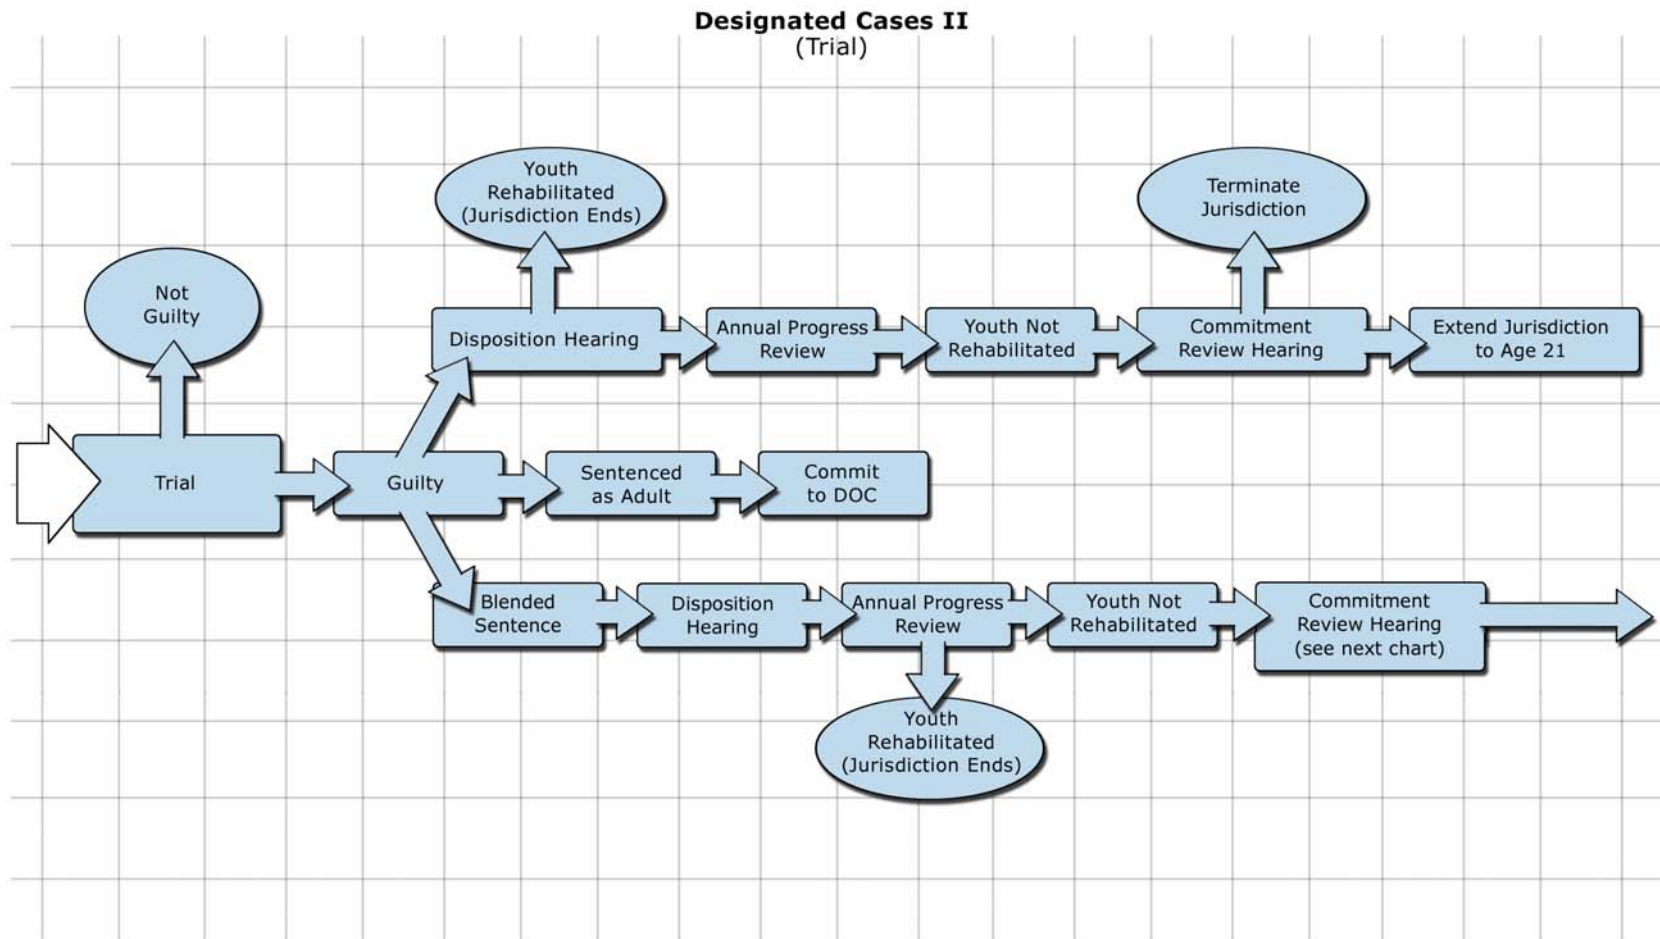 Designated Cases II
(Trial)
Youth
Rehabilitated
(Jurisdiction Ends)
Terminate
Jurisdiction
Not
Guilty
Disposition Hearing
Annual Progress
Review
Youth Not
Rehabilitated
Commitment
Review Hearing
Extend Jurisdiction
to Age 21
Trial
Guilty
Sentenced
as Adult
Commit
to DOC
Blended
Sentence
Disposition
Hearing
Annual Progress
Review
Youth Not
Rehabilitated
Commitment
Review Hearing
(see next chart)
Youth
Rehabilitated
(Jurisdiction Ends)